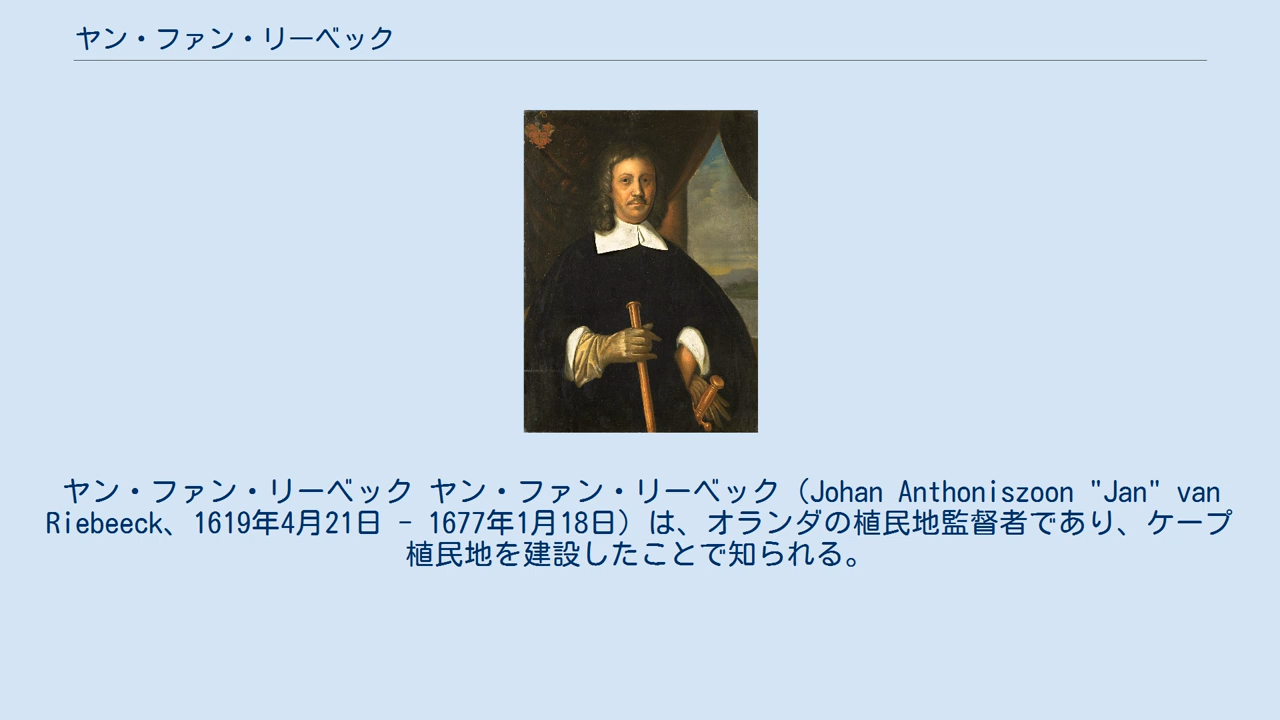 ヤン・ファン・リーベック
ヤン・ファン・リーベック ヤン・ファン・リーベック（Johan Anthoniszoon "Jan" van
Riebeeck、1619年4月21日 - 1677年1月18日）は、オランダの植民地監督者であり、ケープ
植民地を建設したことで知られる。